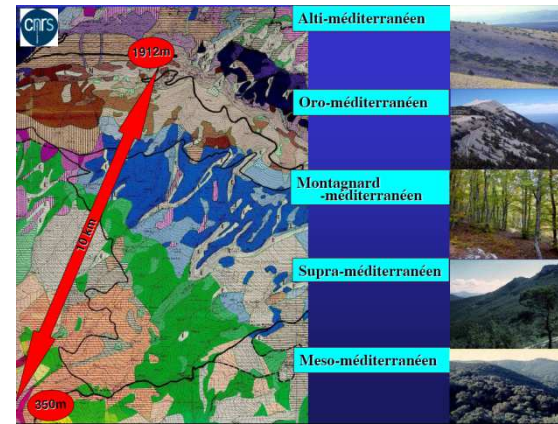 cnrs
1912m
10 km
350m
Alti-méditerranéen
Oro-méditerranéen
Montagnard
-méditerranéen
Supra-méditerranéen
Meso-méditerranéen